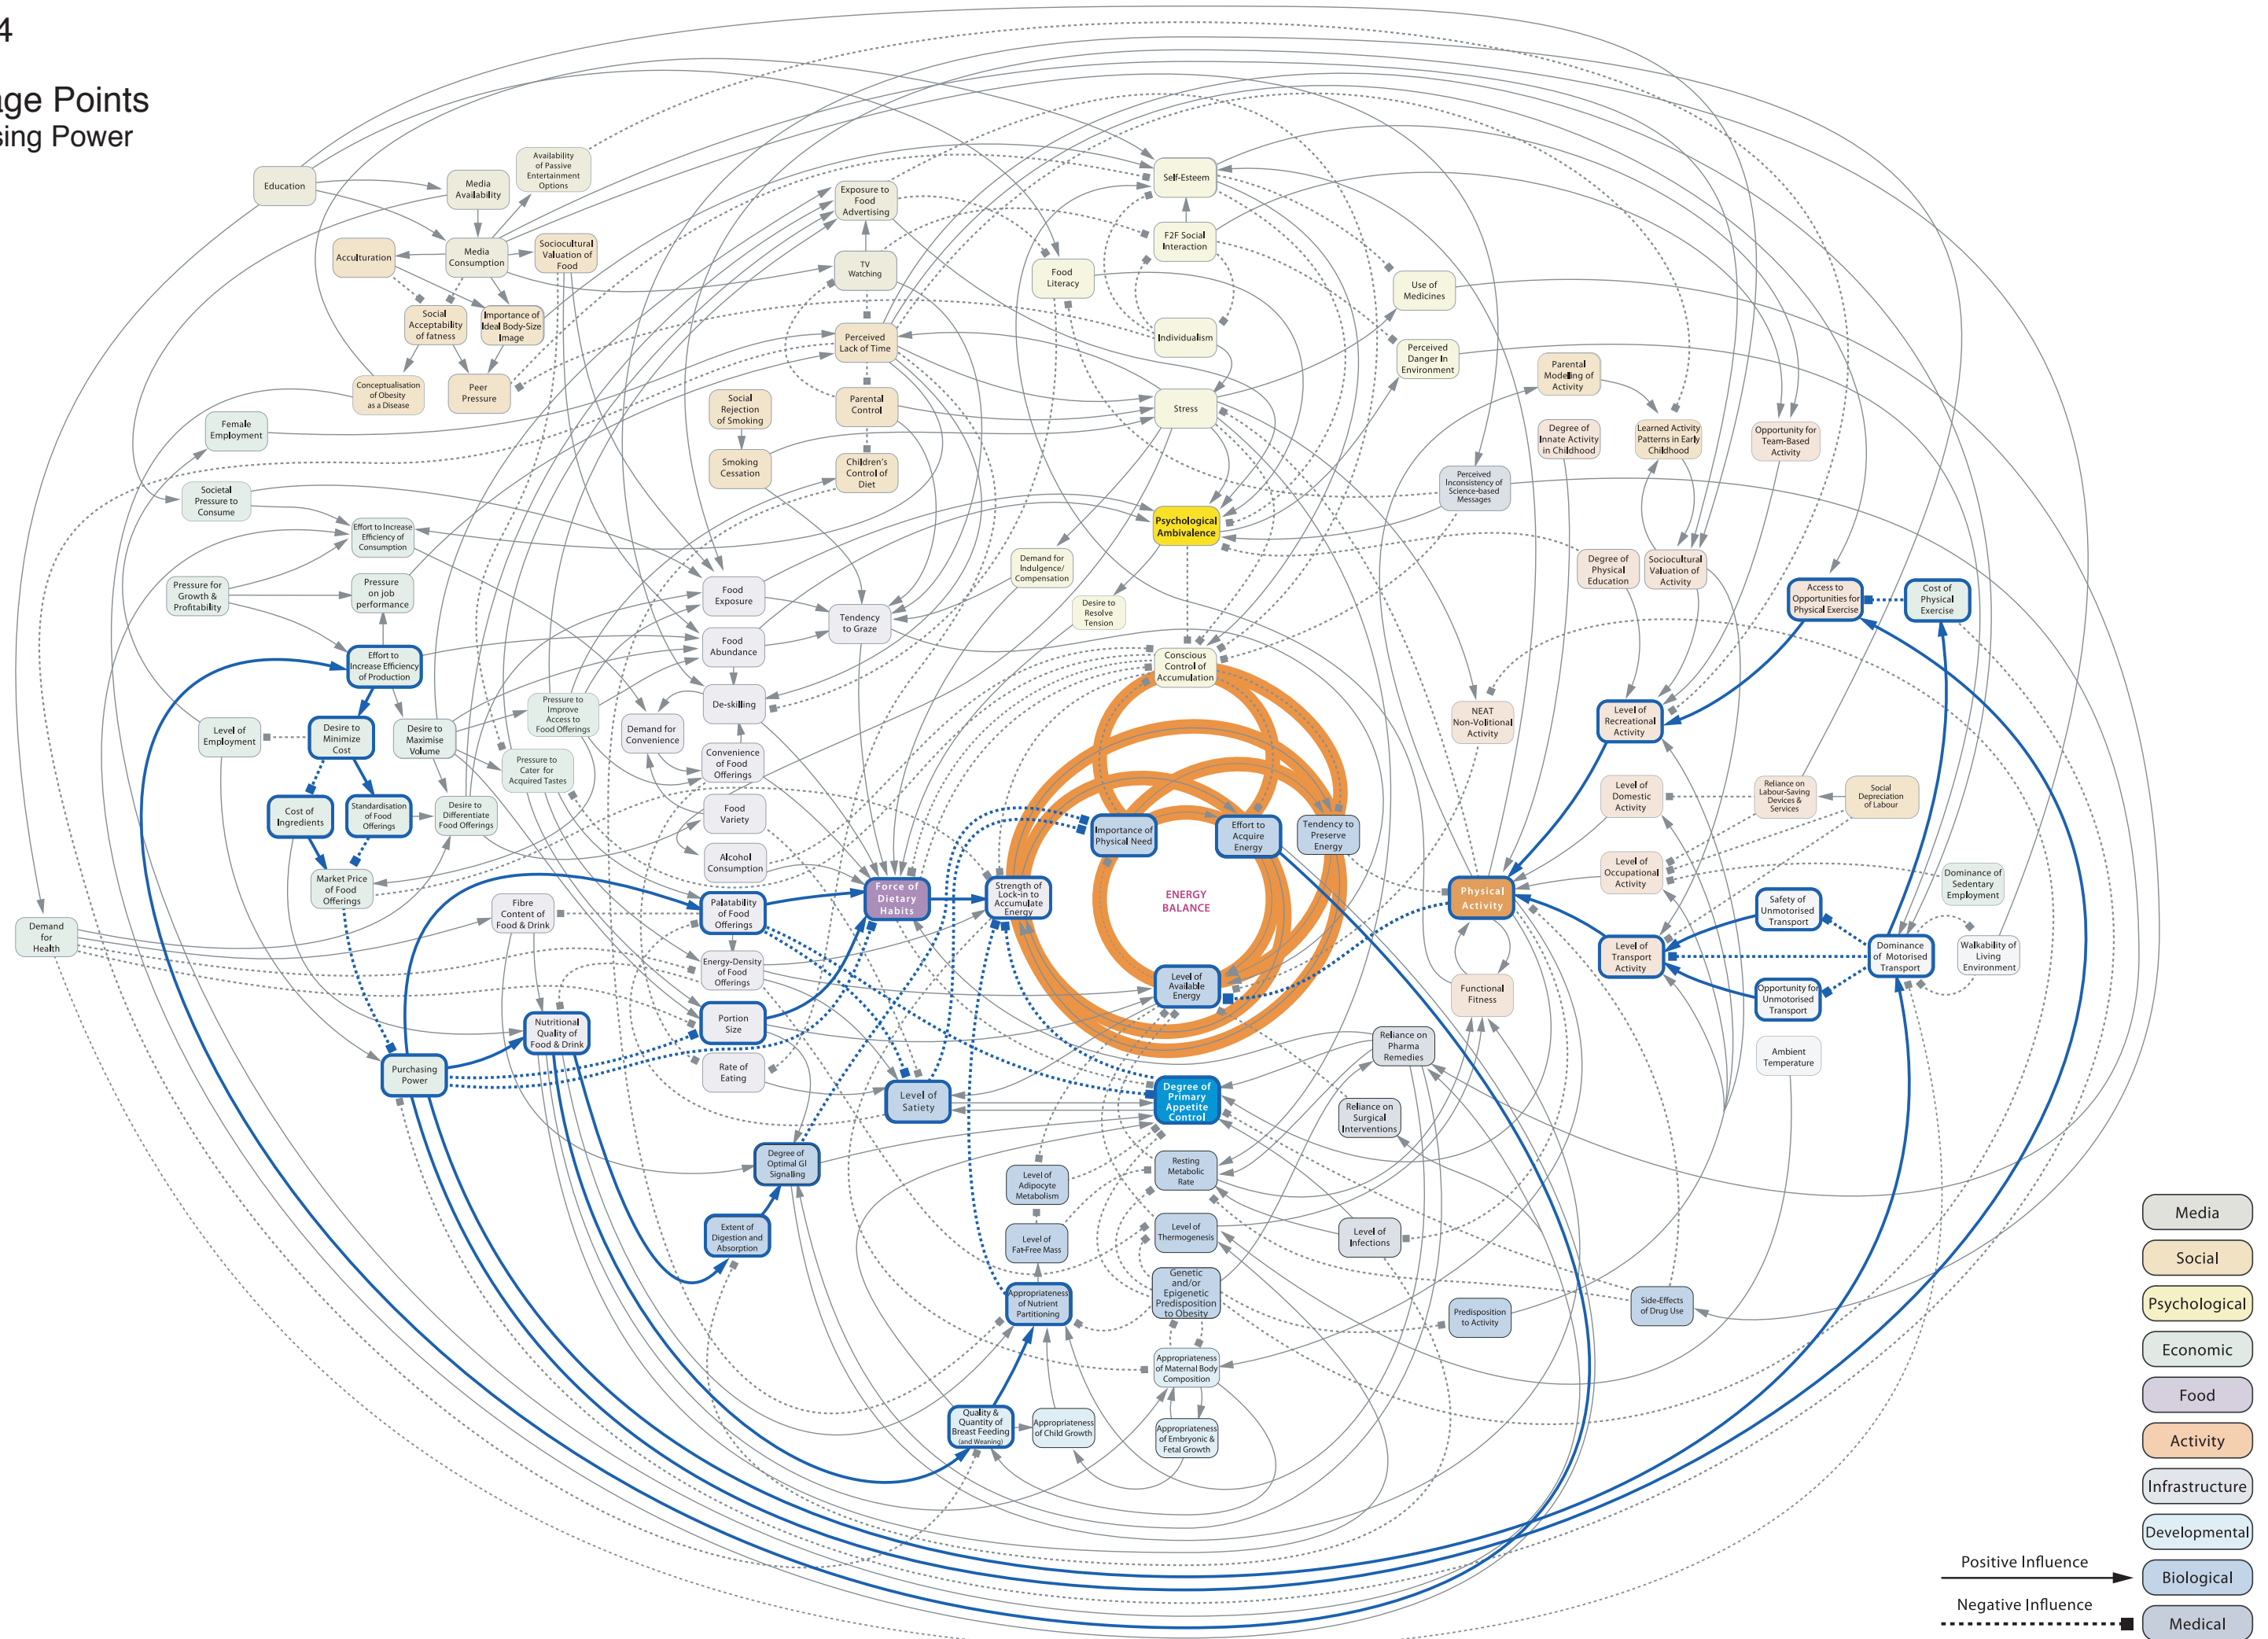 4
age Points
sing Power
Education
Media
Availability
Availability
of Passive
Entertainment
Options
Acculturation
Media
Consumption
Sociocultural
Valuation of
Food
Social
Acceptability
of fatness
Importance of
Ideal Body-Size
Image
Conceptualisation
of Obesity
as a Disease
Peer
Pressure
Exposure to
Food
Advertising
TV
Watching
Perceived
Lack of Time
Parental
Control
Children's
Control of
Diet
Social
Rejection
of Smoking
Smoking
Cessation
Food
Literacy
Self-Esteem
F2F Social
Interaction
Individualism
Stress
Psychological
Ambivalence
Demand for
Indulgence/
Compensation
Desire to
Resolve
Tension
Conscious
Control of
Accumulation
Use of
Medicines
Perceived
Danger In
Environment
Perceived
Inconsistency of
Science-based
Messages
Parental
Modelling of
Activity
Degree of
Innate Activity
in Childhood
Learned Activity
Patterns in Early
Childhood
Opportunity for
Team-Based
Activity
Degree of
Physical
Education
Sociocultural
Valuation of
Activity
Access to
Opportunities for
Physical Exercise
Cost of
Physical
Exercise
Female
Employment
Societal
Pressure to
Consume
Effort to Increase
Efficiency of
Consumption
Pressure for
Growth &
Profitability
Pressure
on job
performance
Effort to
Increase Efficiency
of Production
Level of
Employment
Desire to
Minimize
Cost
Desire to
Maximise
Volume
Pressure to
Improve
Access to
Food Offerings
Pressure to
Cater for
Acquired Tastes
Cost of
Ingredients
Standardisation
of Food
Offerings
Desire to
Differentiate
Food Offerings
Market Price
of Food
Offerings
Demand
for
Health
Fibre
Content of
Food & Drink
Nutritional
Quality of
Food & Drink
Purchasing
Power
Food
Exposure
Food
Abundance
Tendency
to Graze
De-skilling
Demand for
Convenience
Convenience
of Food
Offerings
Food
Variety
Alcohol
Consumption
Palatability
of Food
Offerings
Energy-Density
of Food
Offerings
Portion
Size
Rate of
Eating
Force of
Dietary
Habits
Strength of
Lock-in to
Accumulate
Energy
Importance of
Physical Need
Effort to
Acquire
Energy
Tendency to
Preserve
Energy
ENERGY
BALANCE
Level of
Available
Energy
NEAT
Non-Volitional
Activity
Level of
Recreational
Activity
Level of
Domestic
Activity
Reliance on
Labour-Saving
Devices &
Services
Social
Depreciation
of Labour
Level of
Occupational
Activity
Dominance of
Sedentary
Employment
Physical
Activity
Safety of
Unmotorised
Transport
Level of
Transport
Activity
Dominance
of Motorised
Transport
Walkability of
Living
Environment
Opportunity for
Unmotorised
Transport
Functional
Fitness
Ambient
Temperature
Reliance on
Pharma
Remedies
Reliance on
Surgical
Interventions
Level of
Satiety
Degree of
Primary
Appetite
Control
Degree of
Optimal GI
Signalling
Extent of
Digestion and
Absorption
Level of
Adipocyte
Metabolism
Resting
Metabolic
Rate
Level of
Fat-Free Mass
Level of
Thermogenesis
Level of
Infections
Appropriateness
of Nutrient
Partitioning
Genetic
and/or
Epigenetic
Predisposition
to Obesity
Predisposition
to Activity
Side-Effects
of Drug Use
Appropriateness
of Maternal Body
Composition
Quality &
Quantity of
Breast Feeding
(and Weaning)
Appropriateness
of Child Growth
Appropriateness
of Embryonic &
Fetal Growth
Media
Social
Psychological
Economic
Food
Activity
Infrastructure
Developmental
Biological
Medical
Positive Influence
Negative Influence